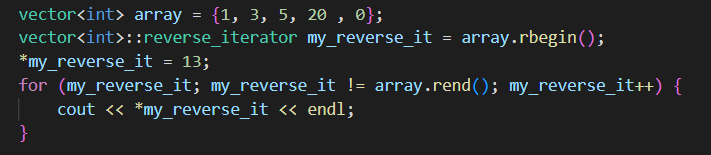 vector<int> array = {1, 3, 5, 20 , 0};
vector<int>::reverse_iterator my_reverse_it = array.rbegin();
*my_reverse_it = 13;
for (my_reverse_it; my_reverse_it != array.rend(); my_reverse_it++) {
    cout << *my_reverse_it << endl;
}